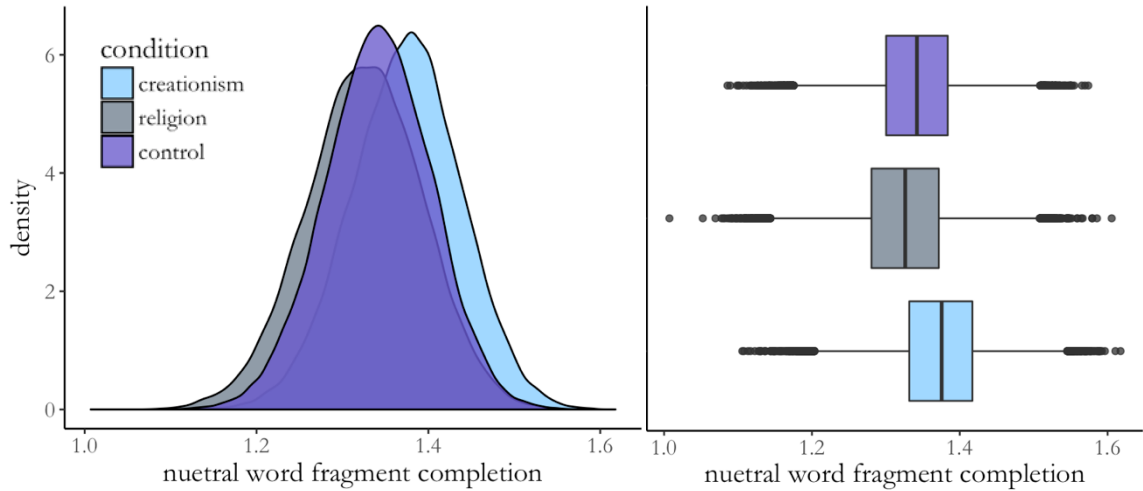 condition
creationism
religion
control
density
6
4
2
0
1.0 1.2 1.4 1.6
nuetral word fragment completion
1.0 1.2 1.4 1.6
nuetral word fragment completion